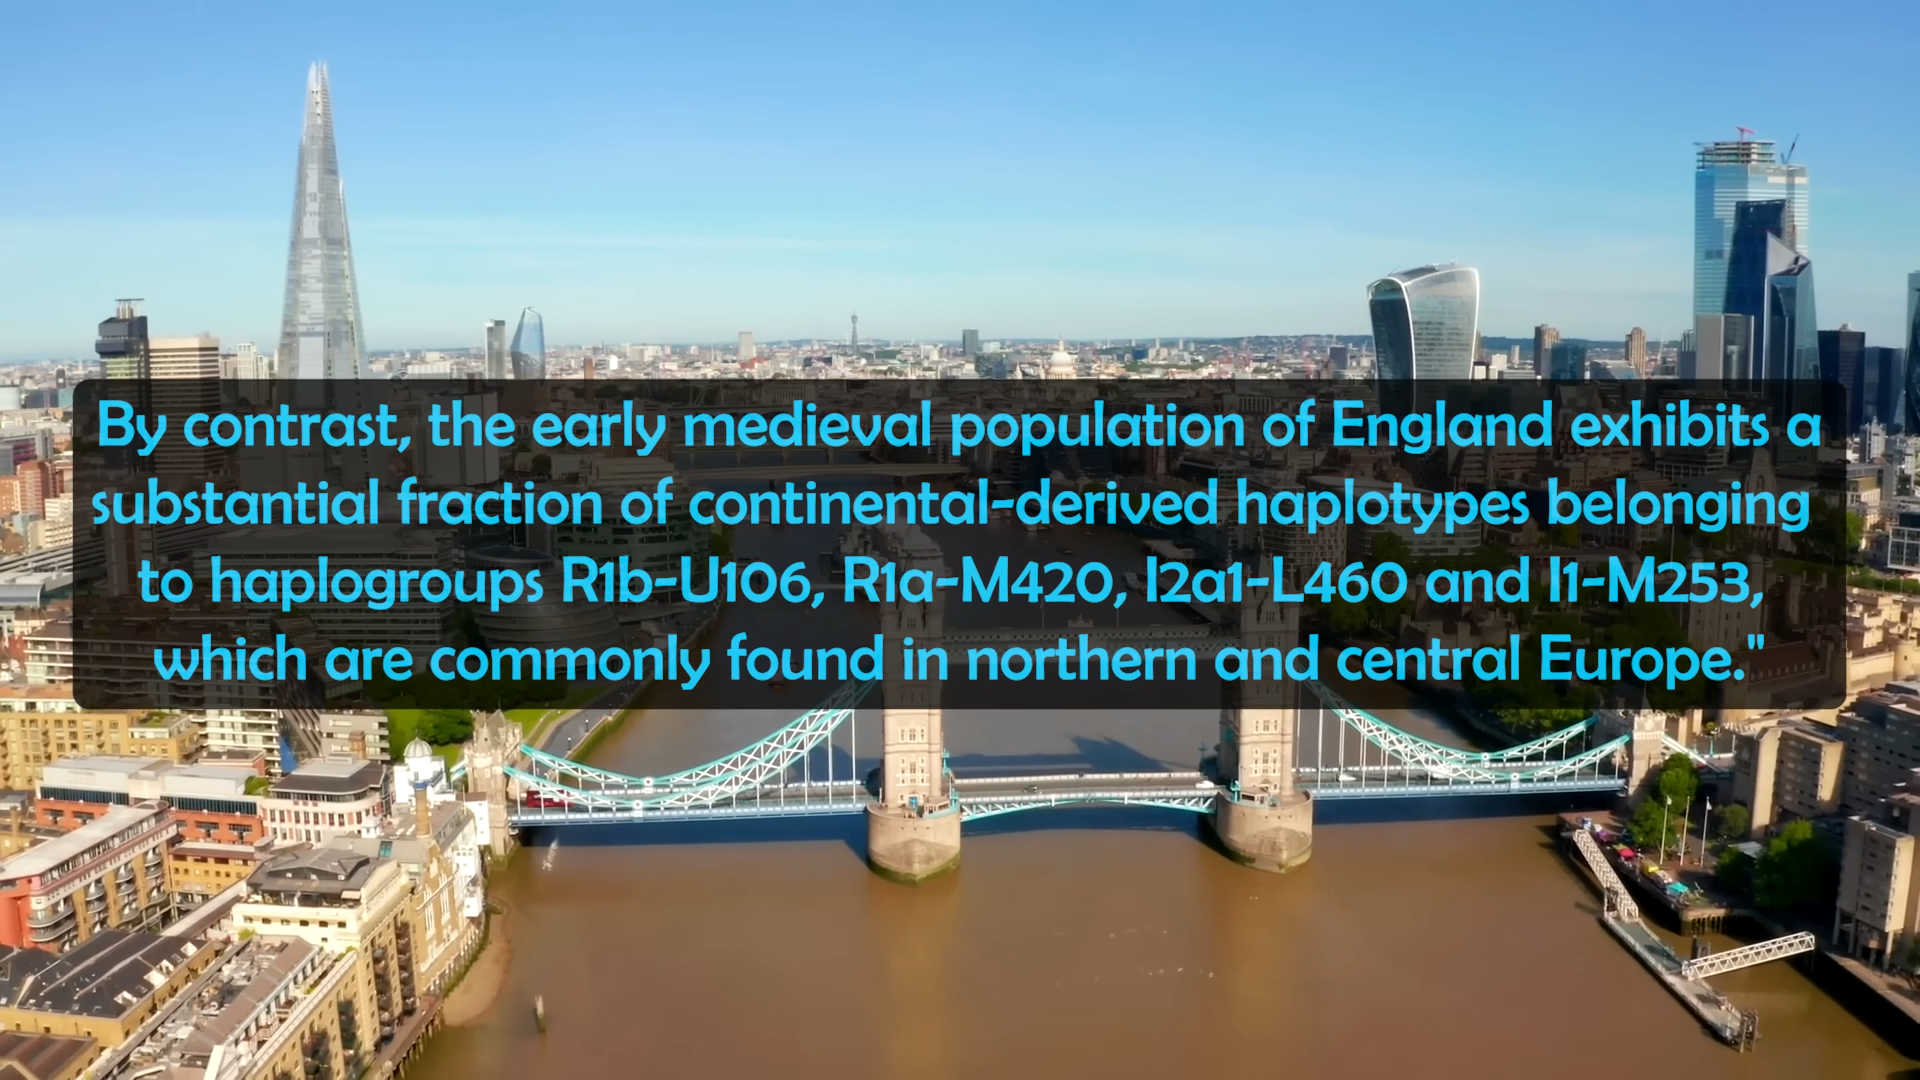 By contrast, the early medieval population of England exhibits a
substantial fraction of continental-derived haplotypes belonging
to haplogroups R1b-U106, R1a-M420, I2a1-L460 and I1-M253,
which are commonly found in northern and central Europe."